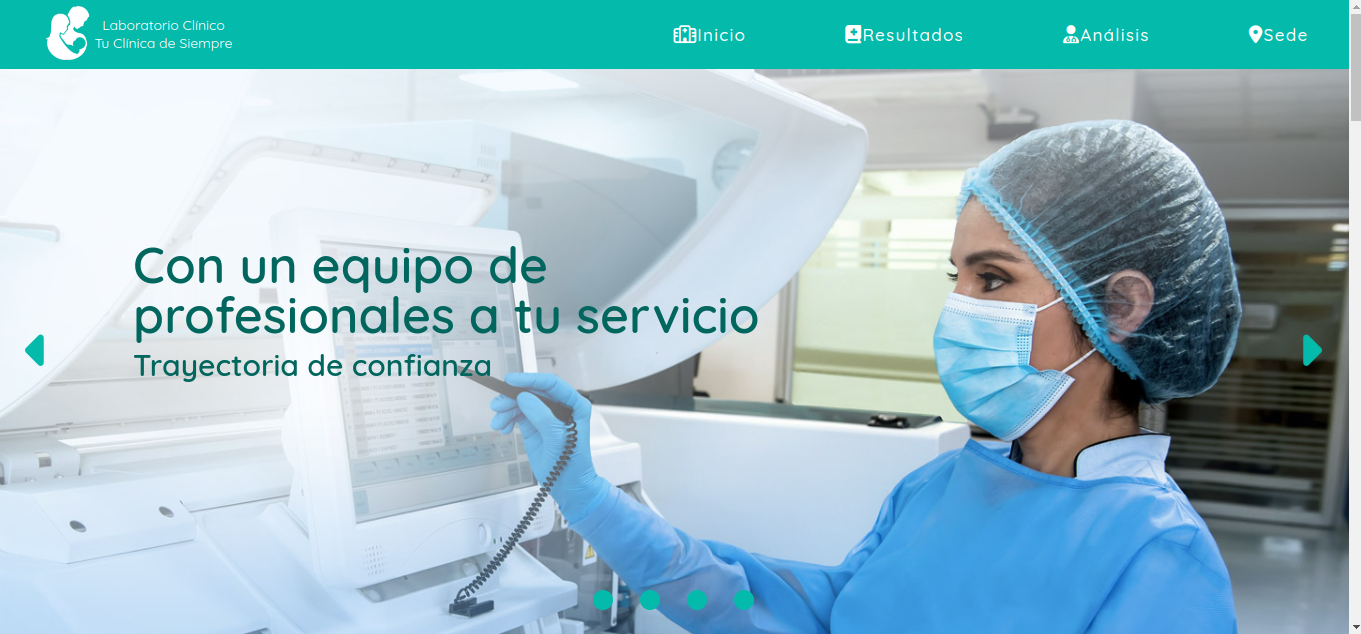 Laboratorio Clínico
Tu Clínica de Siempre
Inicio
Resultados
Análisis
Sede
Con un equipo de
profesionales a tu servicio
Trayectoria de confianza